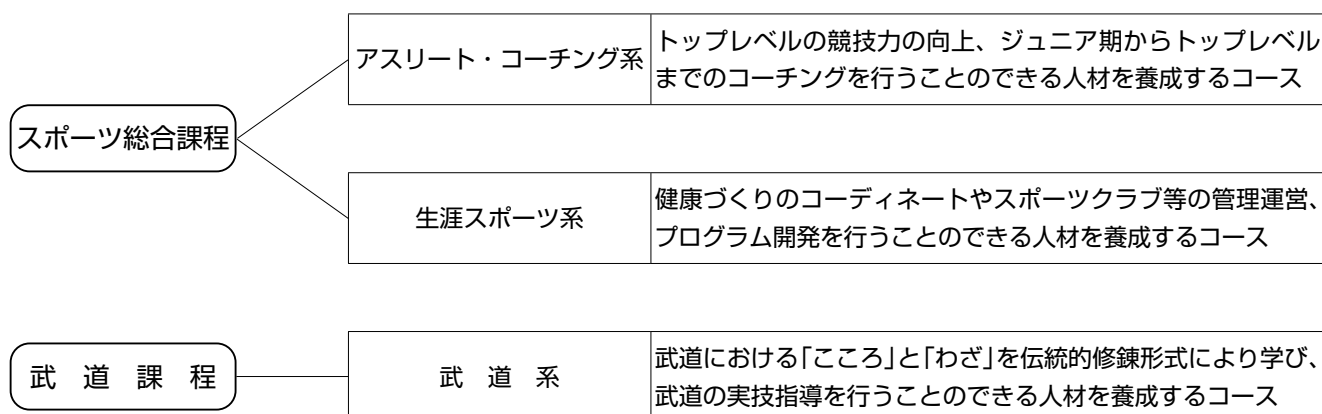 スポーツ総合課程
アスリート・コーチング系
トップレベルの競技力の向上、ジュニア期からトップレベル
までのコーチングを行うことのできる人材を養成するコース
生涯スポーツ系
健康づくりのコーディネートやスポーツクラブ等の管理運営、
プログラム開発を行うことのできる人材を養成するコース
武道課程
武道系
武道における「こころ」と「わざ」を伝統的修錬形式により学び、
武道の実技指導を行うことのできる人材を養成するコース